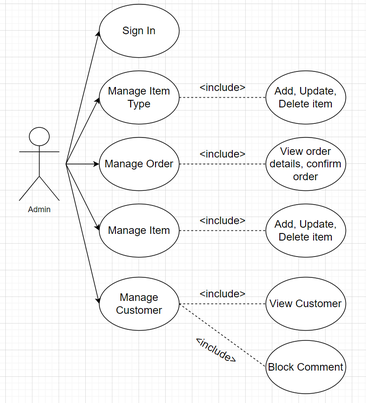 Sign In
Manage Item
Type
<include>
Add, Update,
Delete item
Manage Order
<include>
View order
details, confirm
order
Admin
Manage Item
<include>
Add, Update,
Delete item
Manage
Customer
<include>
View Customer
<include>
Block Comment